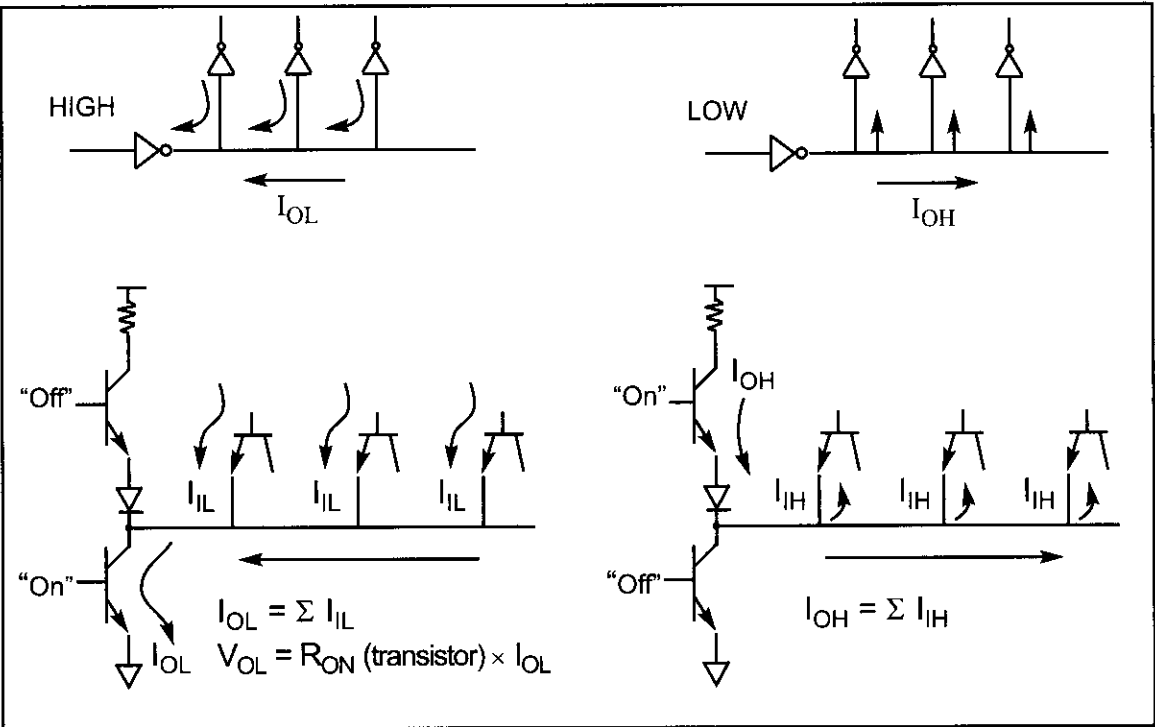 HIGH
I_OL
LOW
I_OH
"Off"
I_IL
I_IL
I_IL
"On"
I_OL
I_OL = Σ I_IL
V_OL = R_ON (transistor) × I_OL
"On"
I_OH
I_IH
I_IH
I_IH
"Off"
I_OH = Σ I_IH